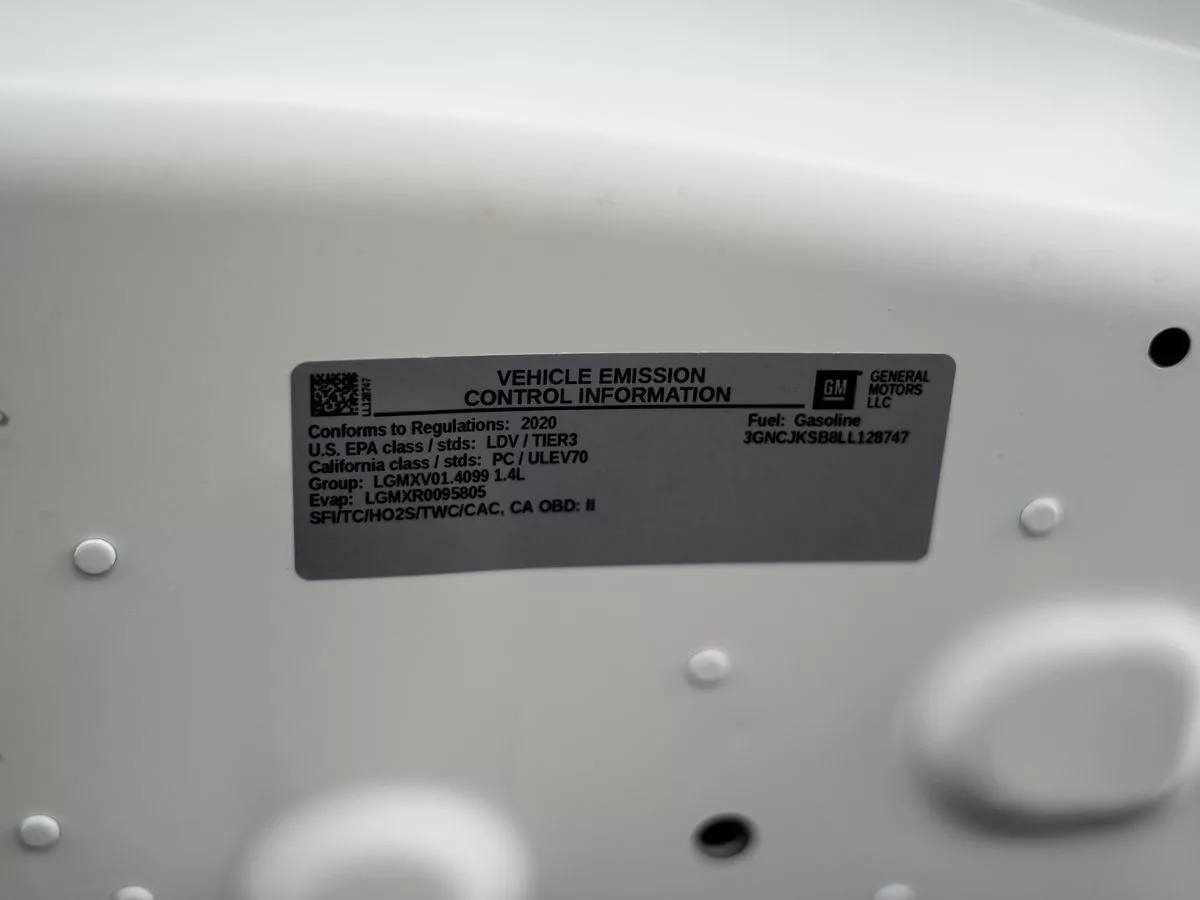 LL128747
VEHICLE EMISSION
CONTROL INFORMATION
GM
GENERAL
MOTORS
LLC
Conforms to Regulations: 2020
U.S. EPA class / stds: LDV / TIER3
California class / stds: PC / ULEV70
Group: LGMXV01.4099 1.4L
Evap: LGMXR0095805
SFI/TC/HO2S/TWC/CAC, CA OBD: II
Fuel: Gasoline
3GNCJKSB8LL128747